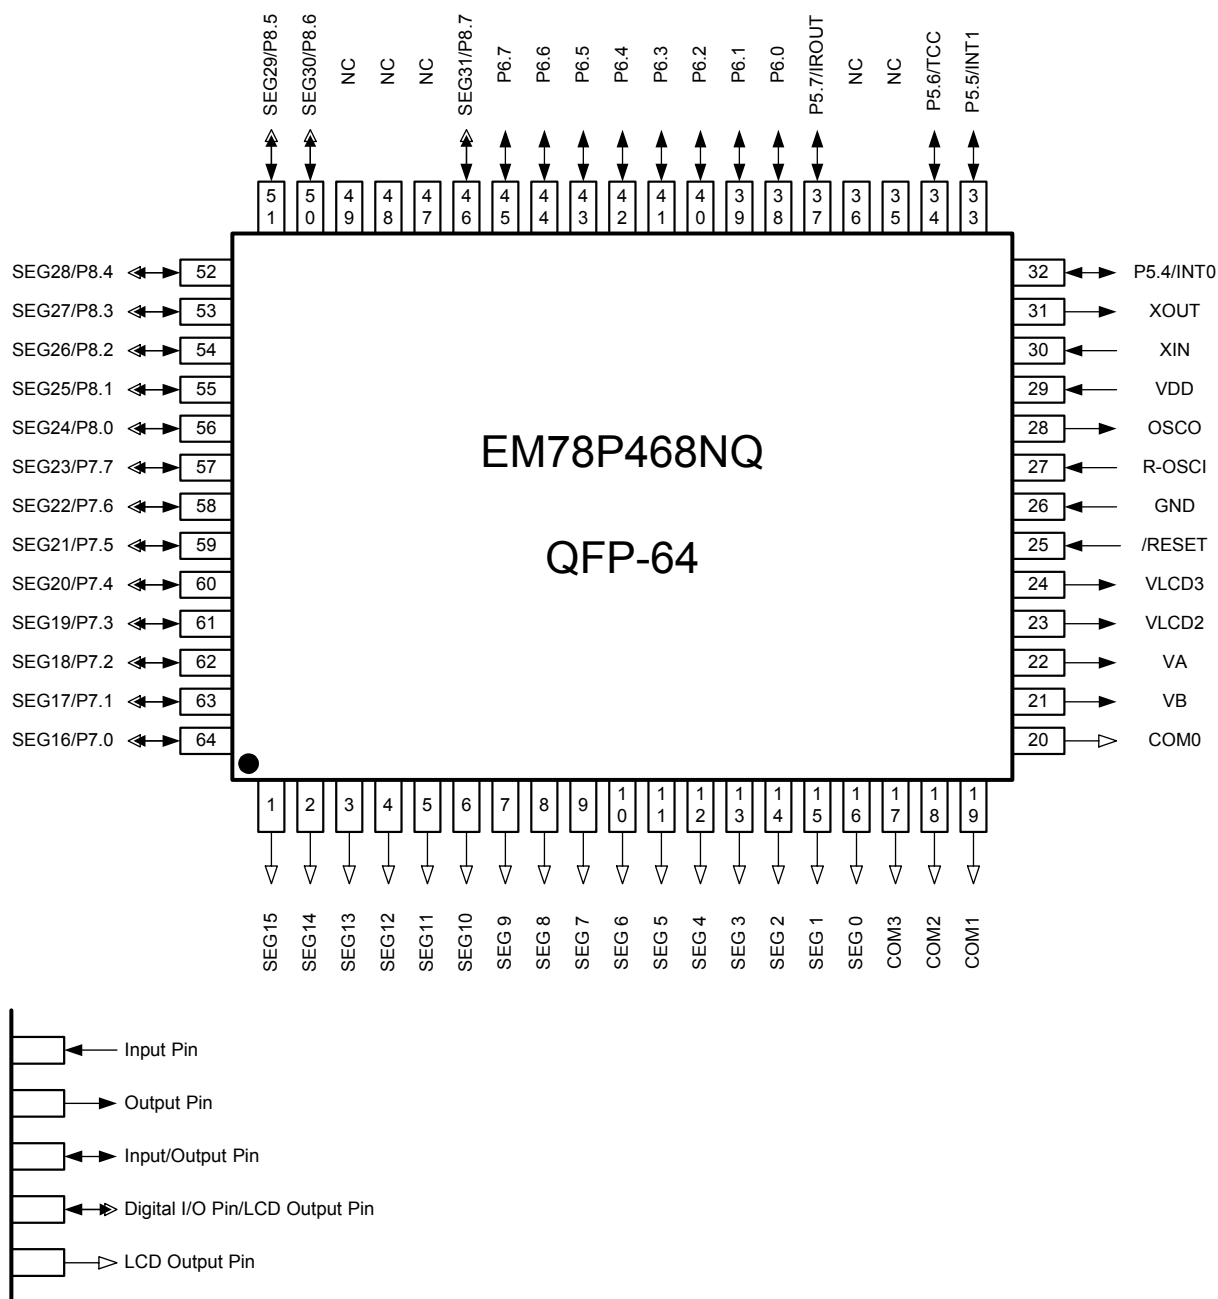 SEG29/P8.5
SEG30/P8.6
NC
NC
NC
SEG31/P8.7
P6.7
P6.6
P6.5
P6.4
P6.3
P6.2
P6.1
P6.0
P5.7/IROUT
NC
NC
P5.6/TCC
P5.5/INT1
51
50
49
48
47
46
45
44
43
42
41
40
39
38
37
36
35
34
33
SEG28/P8.4 52
SEG27/P8.3 53
SEG26/P8.2 54
SEG25/P8.1 55
SEG24/P8.0 56
SEG23/P7.7 57
SEG22/P7.6 58
SEG21/P7.5 59
SEG20/P7.4 60
SEG19/P7.3 61
SEG18/P7.2 62
SEG17/P7.1 63
SEG16/P7.0 64
EM78P468NQ
QFP-64
32 P5.4/INT0
31 XOUT
30 XIN
29 VDD
28 OSCO
27 R-OSCI
26 GND
25 /RESET
24 VLCD3
23 VLCD2
22 VA
21 VB
20 COM0
1
2
3
4
5
6
7
8
9
10
11
12
13
14
15
16
17
18
19
SEG15
SEG14
SEG13
SEG12
SEG11
SEG10
SEG 9
SEG 8
SEG 7
SEG 6
SEG 5
SEG 4
SEG 3
SEG 2
SEG 1
SEG 0
COM3
COM2
COM1
Input Pin
Output Pin
Input/Output Pin
Digital I/O Pin/LCD Output Pin
LCD Output Pin